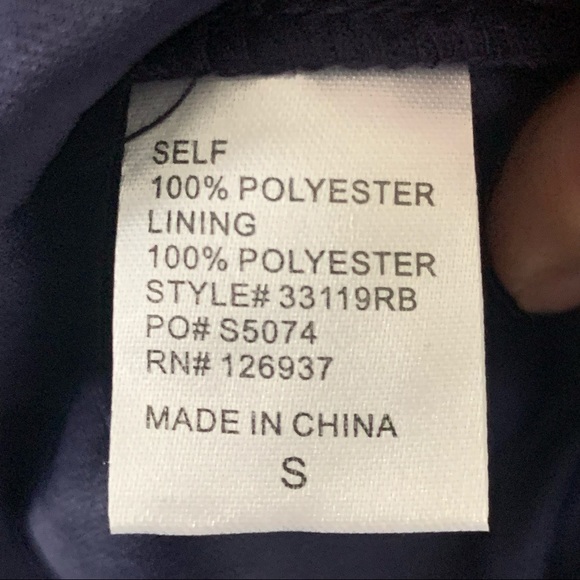 SELF
100% POLYESTER
LINING
100% POLYESTER
STYLE# 33119RB
PO# S5074
RN# 126937
MADE IN CHINA
S